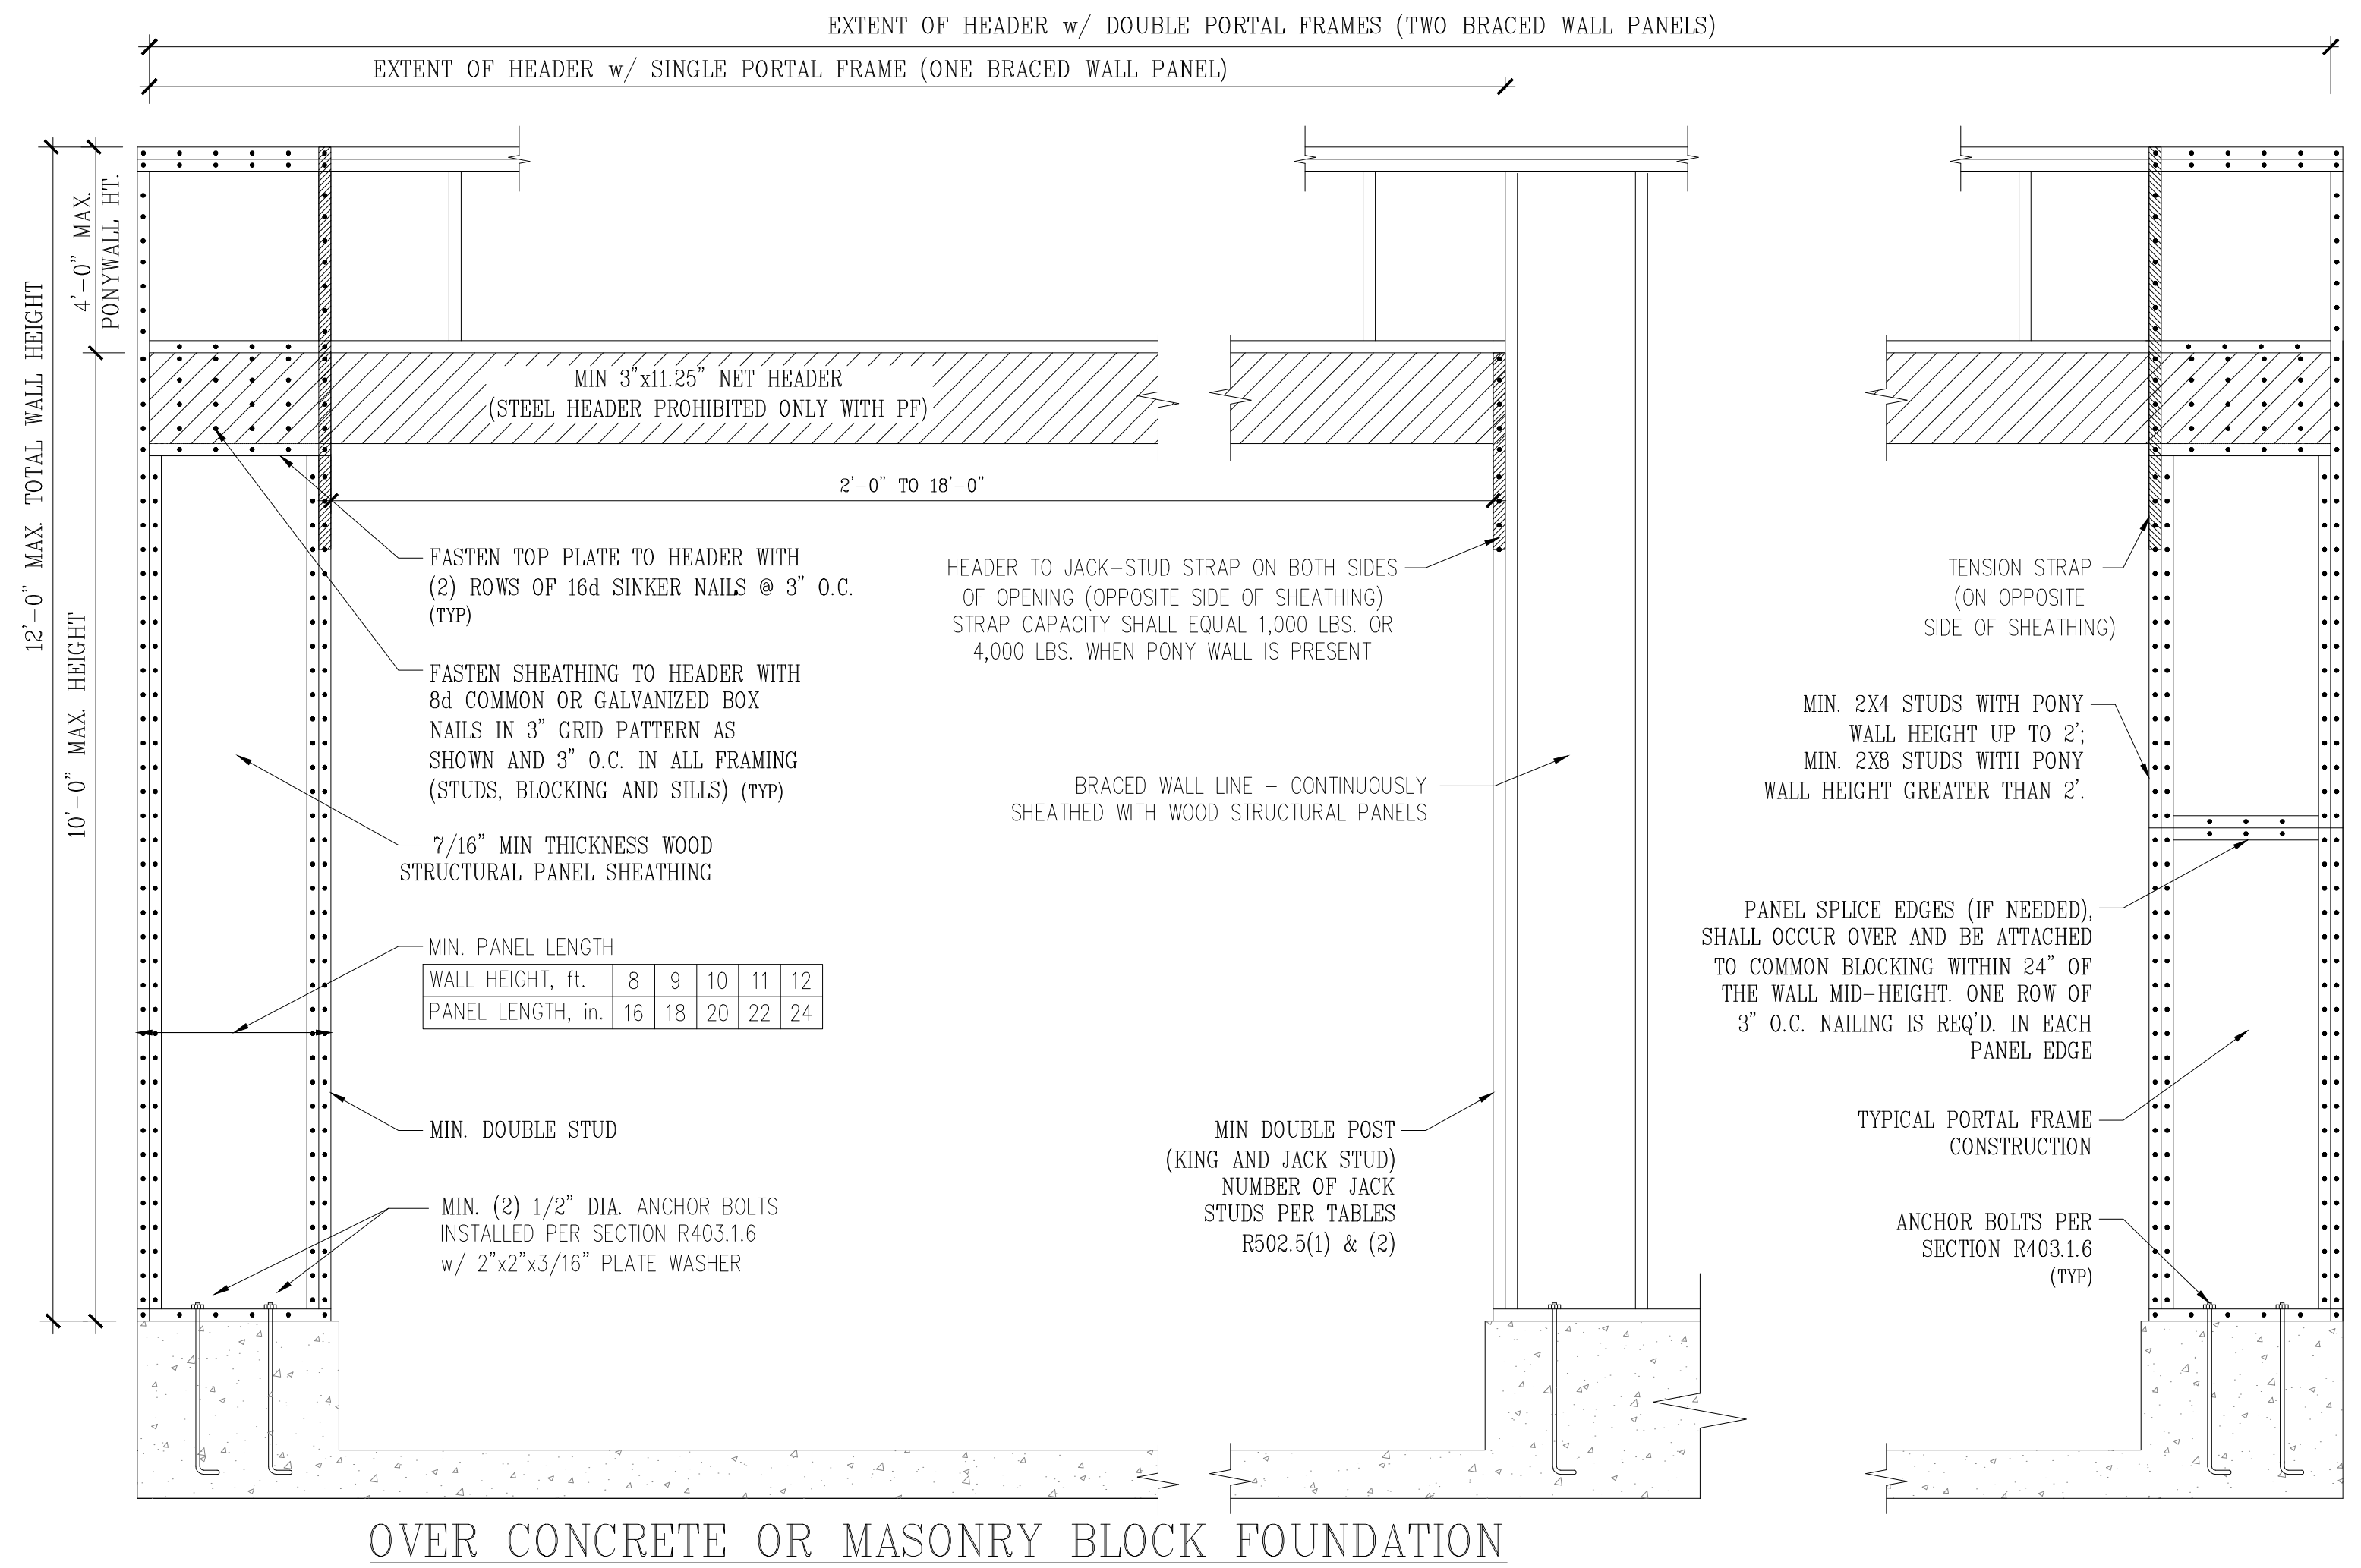 EXTENT OF HEADER w/ DOUBLE PORTAL FRAMES (TWO BRACED WALL PANELS)
EXTENT OF HEADER w/ SINGLE PORTAL FRAME (ONE BRACED WALL PANEL)
12'-0" MAX. TOTAL WALL HEIGHT
4'-0" MAX.
PONYWALL HT.
10'-0" MAX. HEIGHT
MIN 3"x11.25" NET HEADER
(STEEL HEADER PROHIBITED ONLY WITH PF)
2'-0" TO 18'-0"
FASTEN TOP PLATE TO HEADER WITH
(2) ROWS OF 16d SINKER NAILS @ 3" O.C.
(TYP)
FASTEN SHEATHING TO HEADER WITH
8d COMMON OR GALVANIZED BOX
NAILS IN 3" GRID PATTERN AS
SHOWN AND 3" O.C. IN ALL FRAMING
(STUDS, BLOCKING AND SILLS) (TYP)
7/16" MIN THICKNESS WOOD
STRUCTURAL PANEL SHEATHING
MIN. PANEL LENGTH
WALL HEIGHT, ft. 8 9 10 11 12
PANEL LENGTH, in. 16 18 20 22 24
MIN. DOUBLE STUD
MIN. (2) 1/2" DIA. ANCHOR BOLTS
INSTALLED PER SECTION R403.1.6
w/ 2"x2"x3/16" PLATE WASHER
HEADER TO JACK-STUD STRAP ON BOTH SIDES
OF OPENING (OPPOSITE SIDE OF SHEATHING)
STRAP CAPACITY SHALL EQUAL 1,000 LBS. OR
4,000 LBS. WHEN PONY WALL IS PRESENT
BRACED WALL LINE - CONTINUOUSLY
SHEATHED WITH WOOD STRUCTURAL PANELS
MIN DOUBLE POST
(KING AND JACK STUD)
NUMBER OF JACK
STUDS PER TABLES
R502.5(1) & (2)
TENSION STRAP
(ON OPPOSITE
SIDE OF SHEATHING)
MIN. 2X4 STUDS WITH PONY
WALL HEIGHT UP TO 2';
MIN. 2X8 STUDS WITH PONY
WALL HEIGHT GREATER THAN 2'.
PANEL SPLICE EDGES (IF NEEDED),
SHALL OCCUR OVER AND BE ATTACHED
TO COMMON BLOCKING WITHIN 24" OF
THE WALL MID-HEIGHT. ONE ROW OF
3" O.C. NAILING IS REQ'D. IN EACH
PANEL EDGE
TYPICAL PORTAL FRAME
CONSTRUCTION
ANCHOR BOLTS PER
SECTION R403.1.6
(TYP)
OVER CONCRETE OR MASONRY BLOCK FOUNDATION